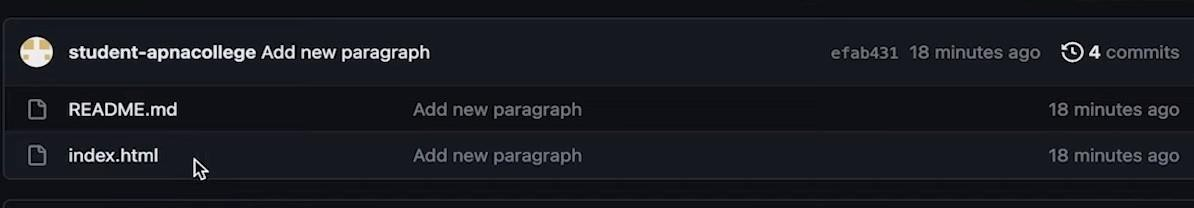 student-apnacollege Add new paragraph efab431 18 minutes ago 4 commits
README.md Add new paragraph 18 minutes ago
index.html Add new paragraph 18 minutes ago